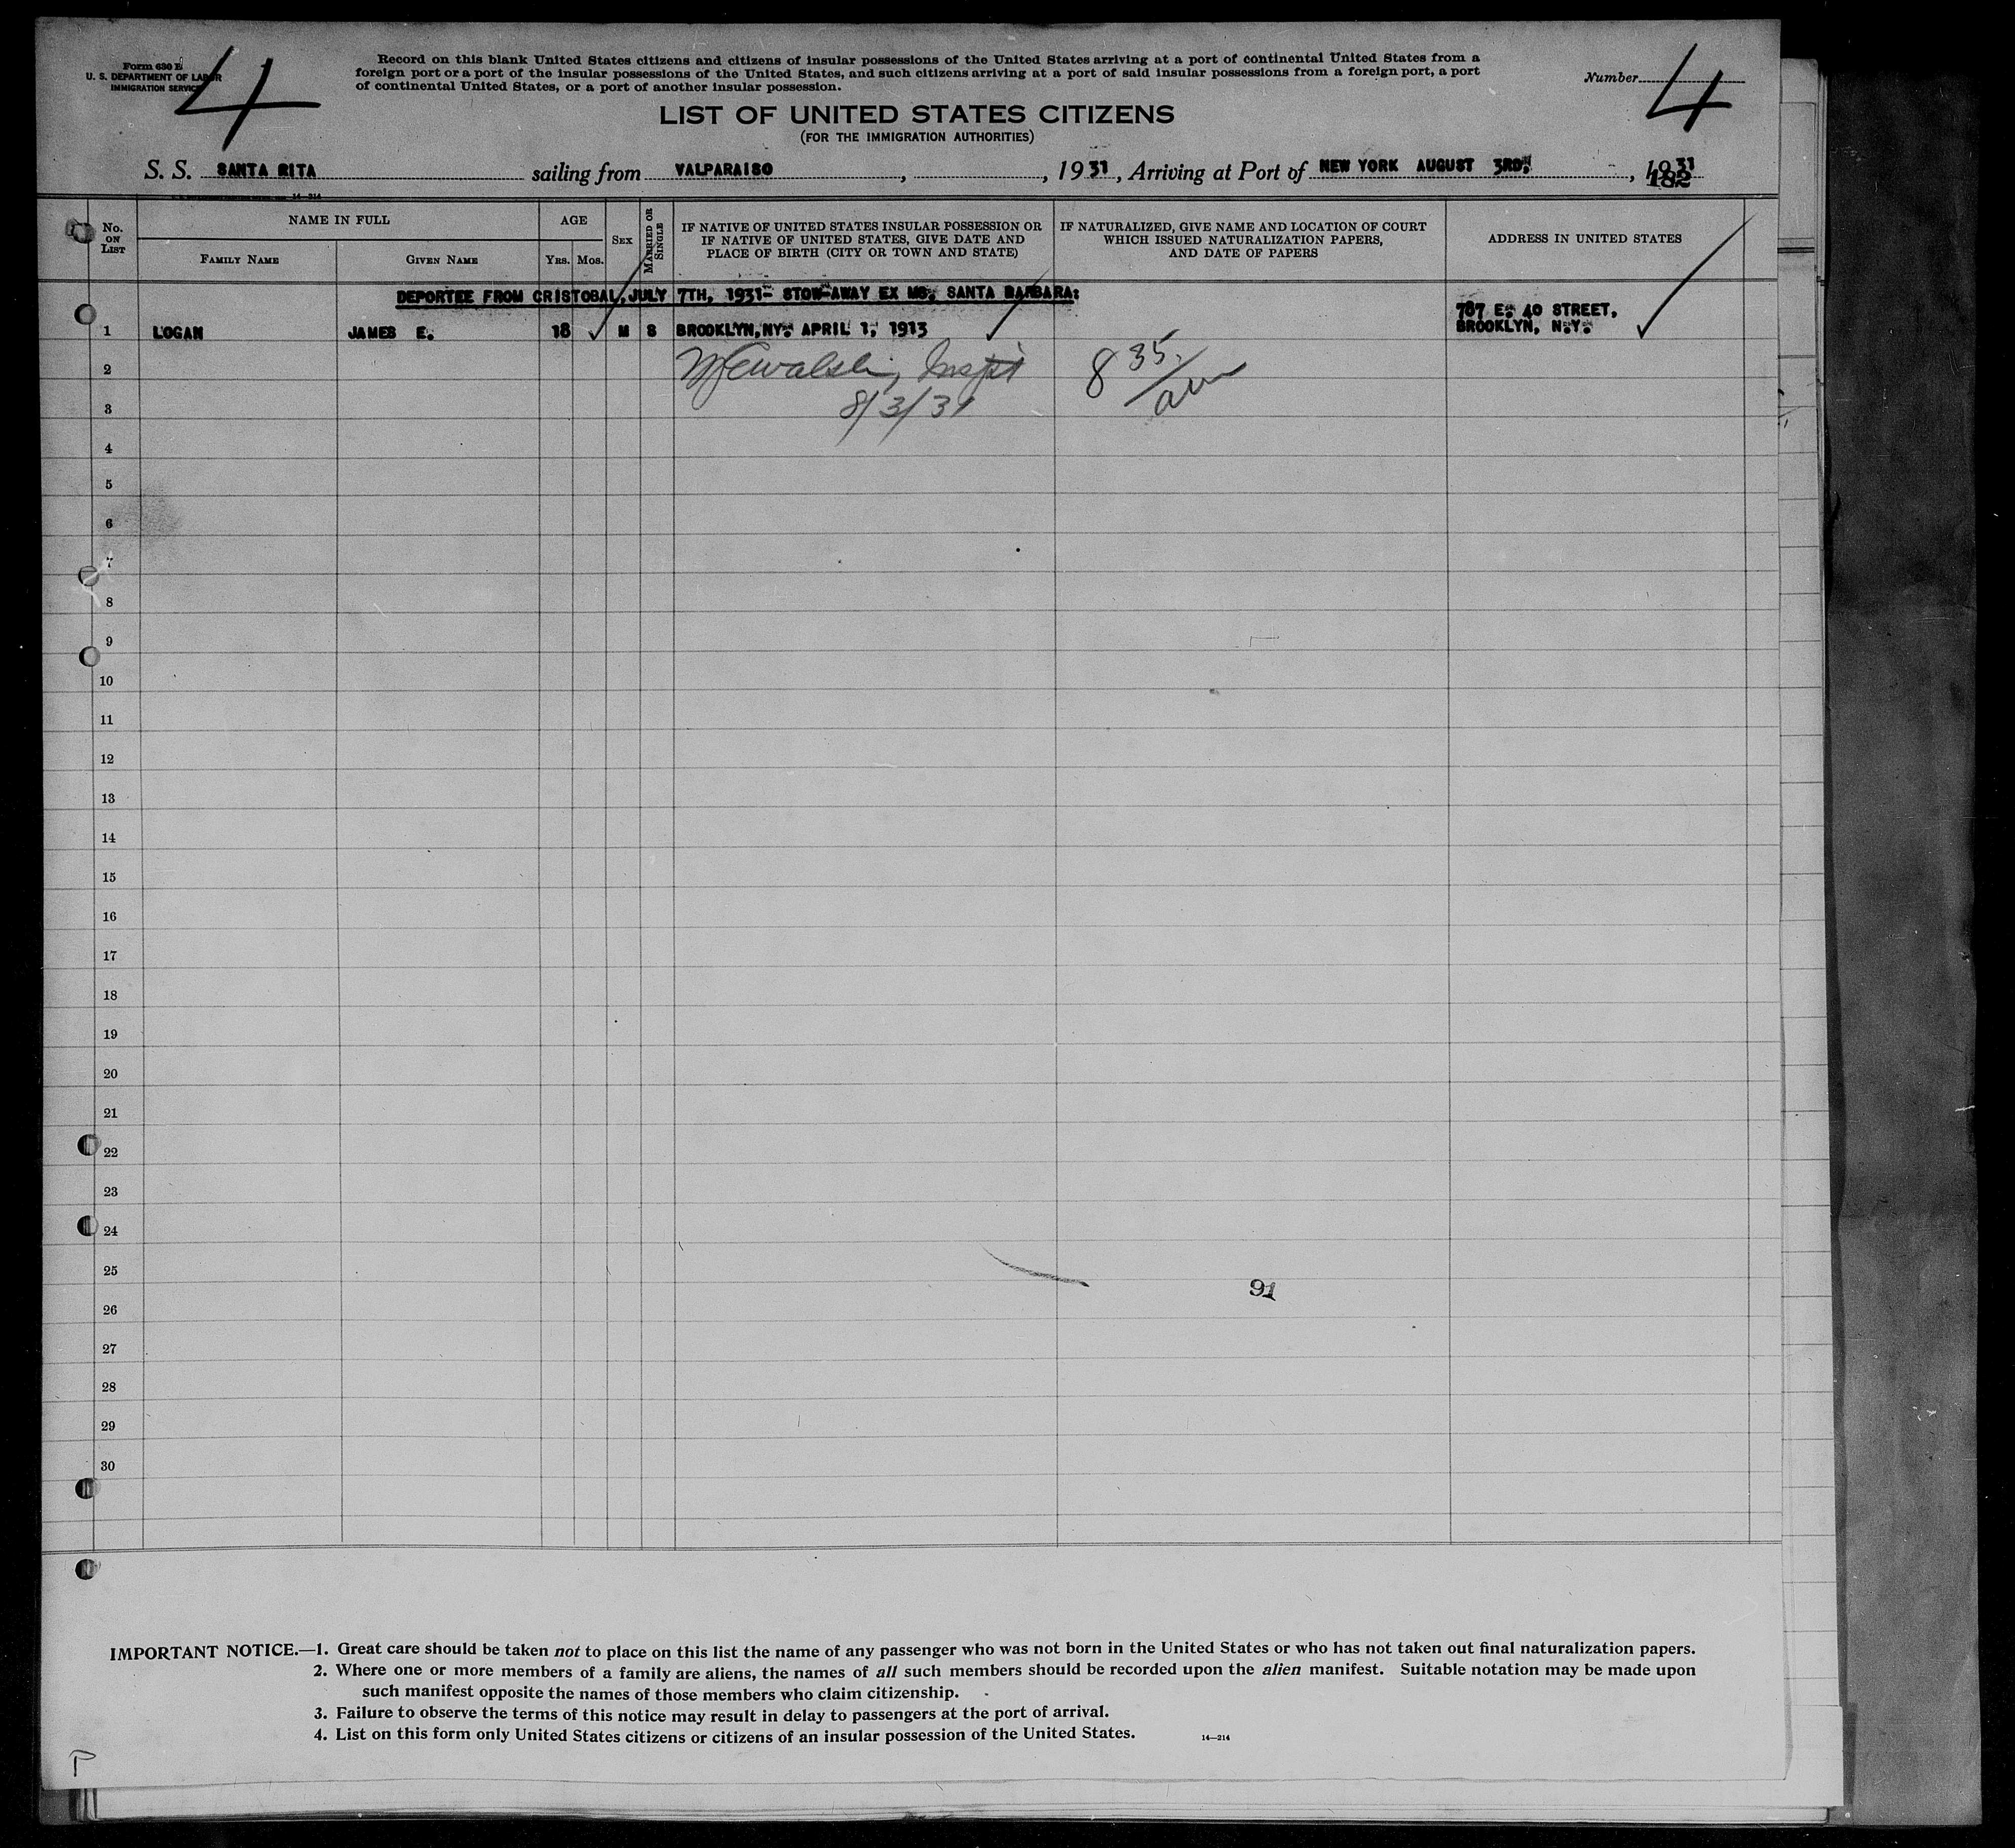 Form 630 E
U. S. DEPARTMENT OF LABOR
IMMIGRATION SERVICE
4
Record on this blank United States citizens and citizens of insular possessions of the United States arriving at a port of continental United States from a
foreign port or a port of the insular possessions of the United States, and such citizens arriving at a port of said insular possessions from a foreign port, a port
of continental United States, or a port of another insular possession.
Number 4
LIST OF UNITED STATES CITIZENS
(FOR THE IMMIGRATION AUTHORITIES)
S. S. SANTA RITA sailing from VALPARAISO , , 1931, Arriving at Port of NEW YORK AUGUST 3RD, , 1931
182
14—214
No. ON LIST
NAME IN FULL
FAMILY NAME
GIVEN NAME
AGE
YRS. MOS.
SEX
MARRIED OR SINGLE
IF NATIVE OF UNITED STATES INSULAR POSSESSION OR
IF NATIVE OF UNITED STATES, GIVE DATE AND
PLACE OF BIRTH (CITY OR TOWN AND STATE)
IF NATURALIZED, GIVE NAME AND LOCATION OF COURT
WHICH ISSUED NATURALIZATION PAPERS,
AND DATE OF PAPERS
ADDRESS IN UNITED STATES
DEPORTEE FROM CRISTOBAL, JULY 7TH, 1931- STOW-AWAY EX MS. SANTA BARBARA:
1 LOGAN JAMES E. 18 M S BROOKLYN, NY. APRIL 1, 1913 787 E. 40 STREET,
BROOKLYN, N.Y.
2 Inspt 8 35/am
3 8/3/31
4
5
6
7
8
9
10
11
12
13
14
15
16
17
18
19
20
21
22
23
24
25
91
26
27
28
29
30
IMPORTANT NOTICE.—1. Great care should be taken not to place on this list the name of any passenger who was not born in the United States or who has not taken out final naturalization papers.
2. Where one or more members of a family are aliens, the names of all such members should be recorded upon the alien manifest. Suitable notation may be made upon
such manifest opposite the names of those members who claim citizenship.
3. Failure to observe the terms of this notice may result in delay to passengers at the port of arrival.
4. List on this form only United States citizens or citizens of an insular possession of the United States.
14—214